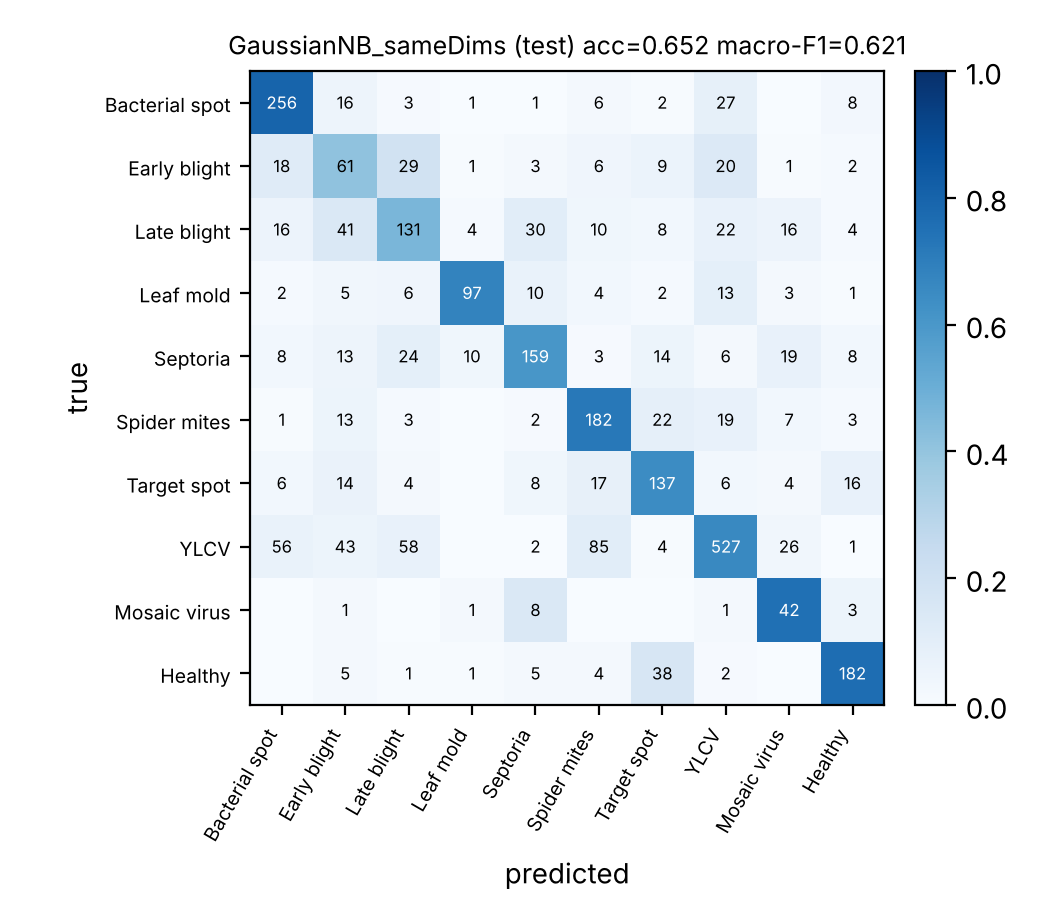 GaussianNB_sameDims (test) acc=0.652 macro-F1=0.621
Bacterial spot 256 16 3 1 1 6 2 27 8
Early blight 18 61 29 1 3 6 9 20 1 2
Late blight 16 41 131 4 30 10 8 22 16 4
Leaf mold 2 5 6 97 10 4 2 13 3 1
Septoria 8 13 24 10 159 3 14 6 19 8
Spider mites 1 13 3 2 182 22 19 7 3
Target spot 6 14 4 8 17 137 6 4 16
YLCV 56 43 58 2 85 4 527 26 1
Mosaic virus 1 1 8 1 42 3
Healthy 5 1 1 5 4 38 2 182
true
Bacterial spot Early blight Late blight Leaf mold Septoria Spider mites Target spot YLCV Mosaic virus Healthy
predicted
1.0
0.8
0.6
0.4
0.2
0.0